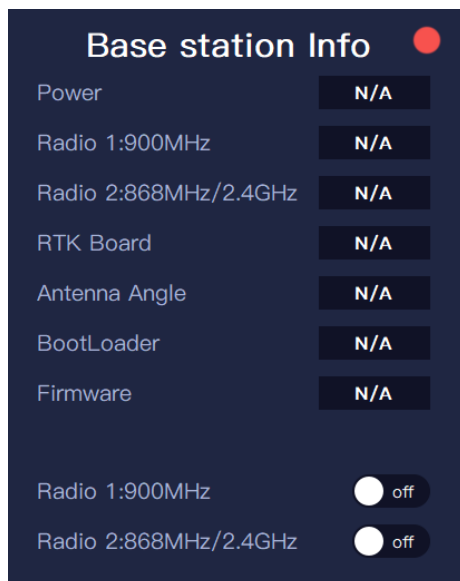 Base station Info
Power N/A
Radio 1:900MHz N/A
Radio 2:868MHz/2.4GHz N/A
RTK Board N/A
Antenna Angle N/A
BootLoader N/A
Firmware N/A
Radio 1:900MHz off
Radio 2:868MHz/2.4GHz off